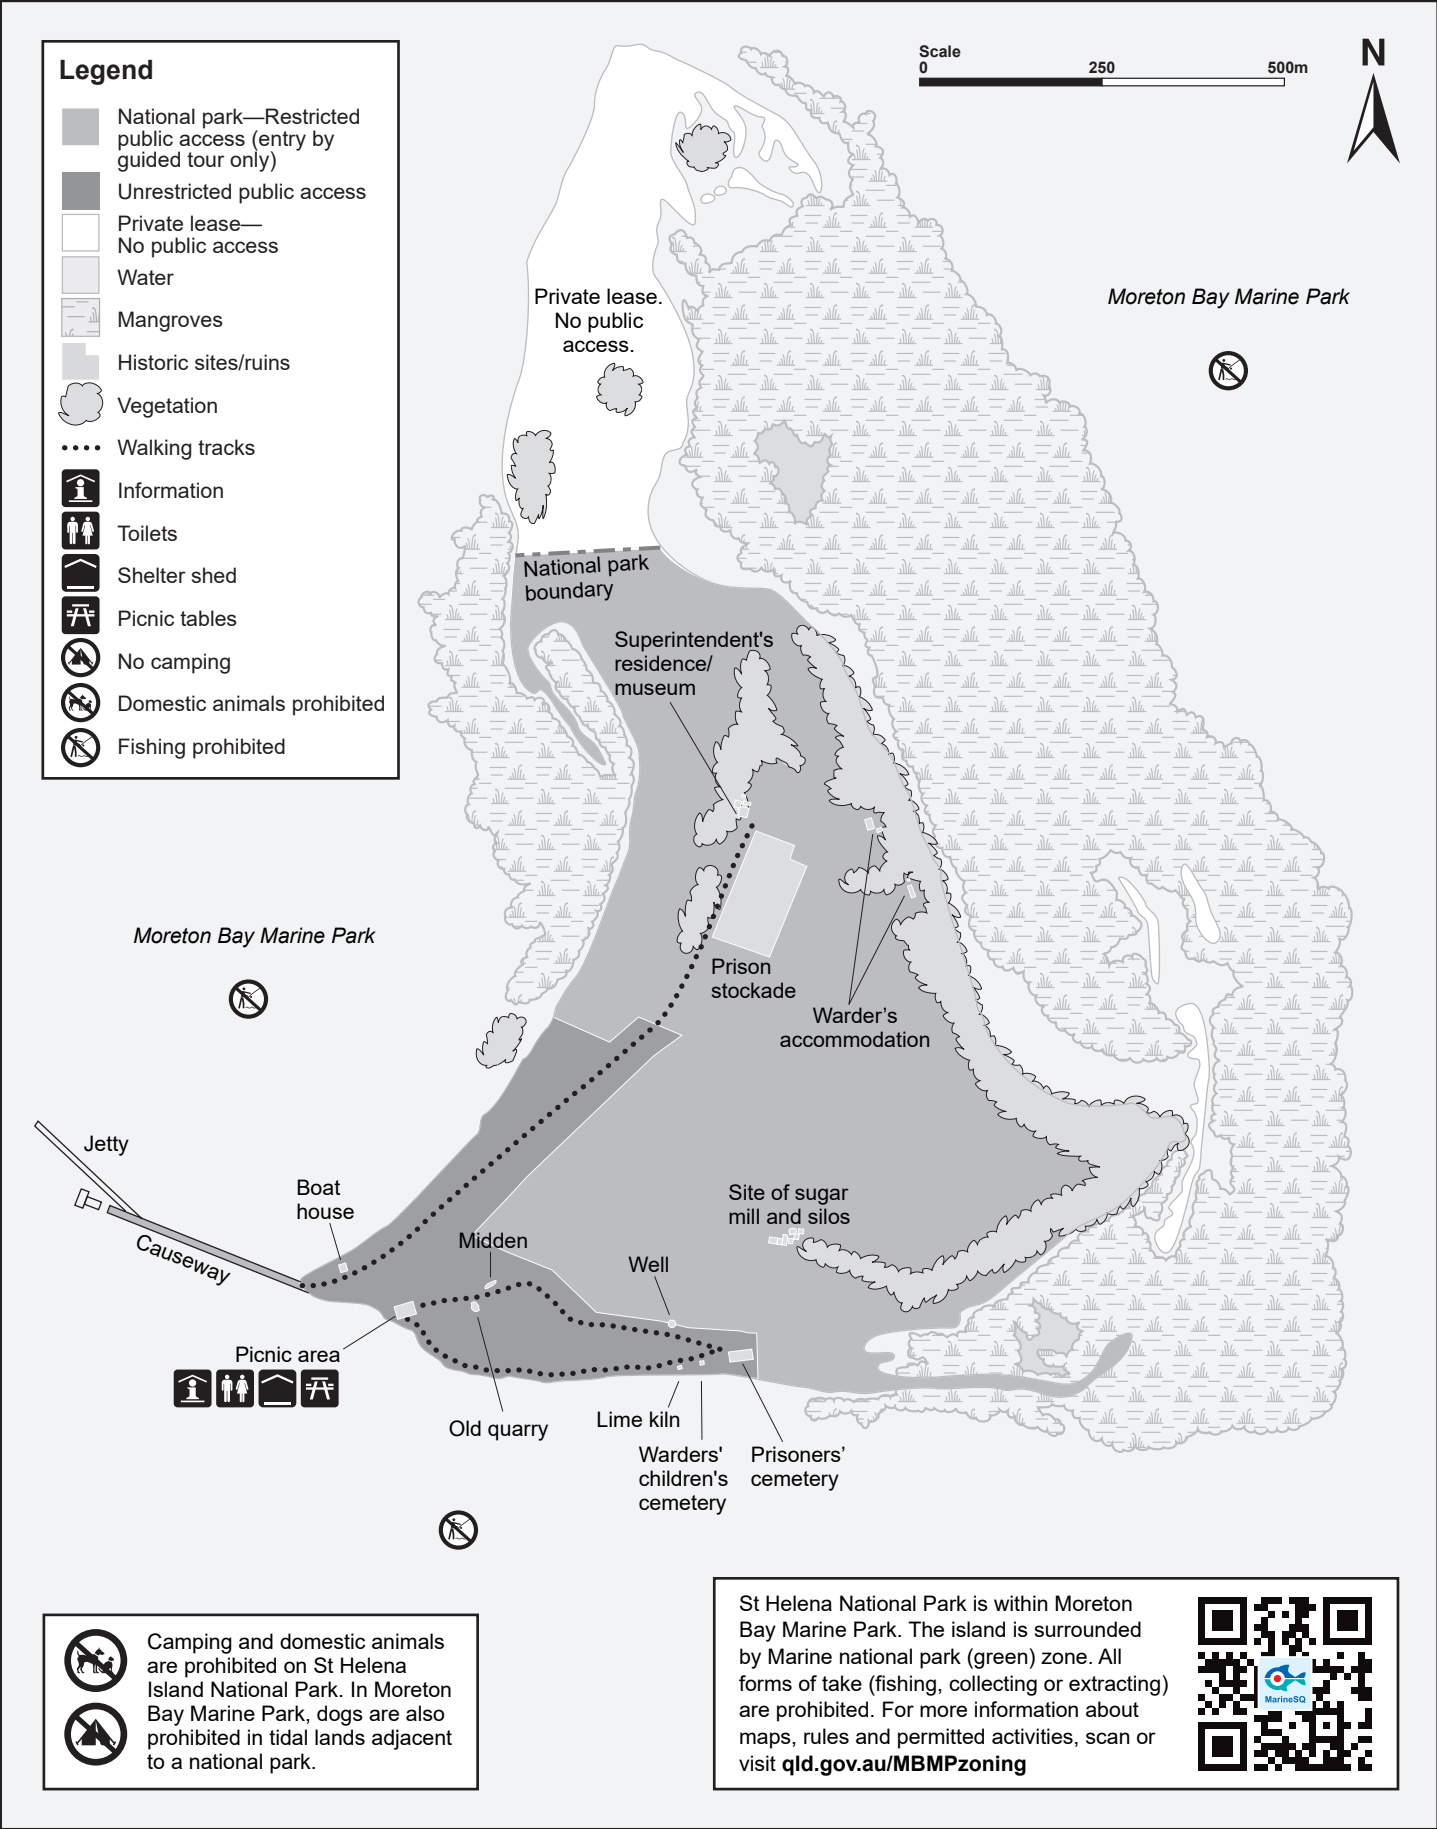 Legend
National park—Restricted
public access (entry by
guided tour only)
Unrestricted public access
Private lease—
No public access
Water
Mangroves
Historic sites/ruins
Vegetation
Walking tracks
Information
Toilets
Shelter shed
Picnic tables
No camping
Domestic animals prohibited
Fishing prohibited
Scale
0 250 500m
N
Moreton Bay Marine Park
Private lease.
No public
access.
National park
boundary
Superintendent's
residence/
museum
Moreton Bay Marine Park
Prison
stockade
Warder’s
accommodation
Jetty
Boat
house
Causeway
Midden
Site of sugar
mill and silos
Well
Picnic area
Old quarry
Lime kiln
Warders'
children's
cemetery
Prisoners’
cemetery
Camping and domestic animals
are prohibited on St Helena
Island National Park. In Moreton
Bay Marine Park, dogs are also
prohibited in tidal lands adjacent
to a national park.
St Helena National Park is within Moreton
Bay Marine Park. The island is surrounded
by Marine national park (green) zone. All
forms of take (fishing, collecting or extracting)
are prohibited. For more information about
maps, rules and permitted activities, scan or
visit qld.gov.au/MBMPzoning
MarineSQ